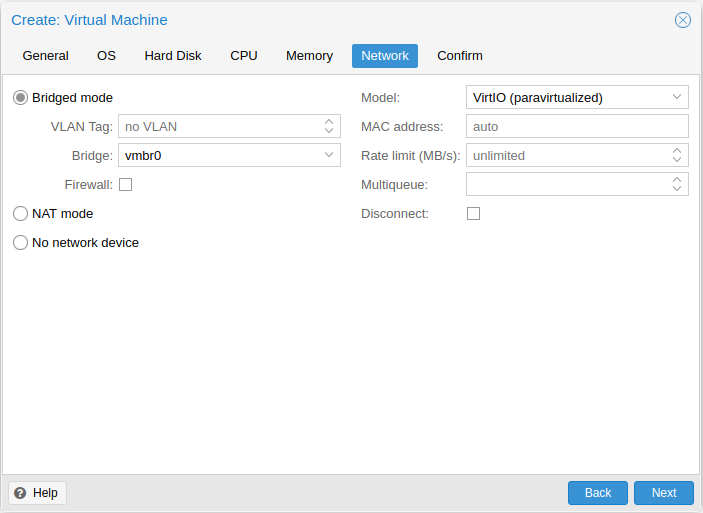 Create: Virtual Machine
General OS Hard Disk CPU Memory Network Confirm
Bridged mode
VLAN Tag: no VLAN
Bridge: vmbr0
Firewall:
NAT mode
No network device
Model: VirtIO (paravirtualized)
MAC address: auto
Rate limit (MB/s): unlimited
Multiqueue:
Disconnect:
? Help Back Next